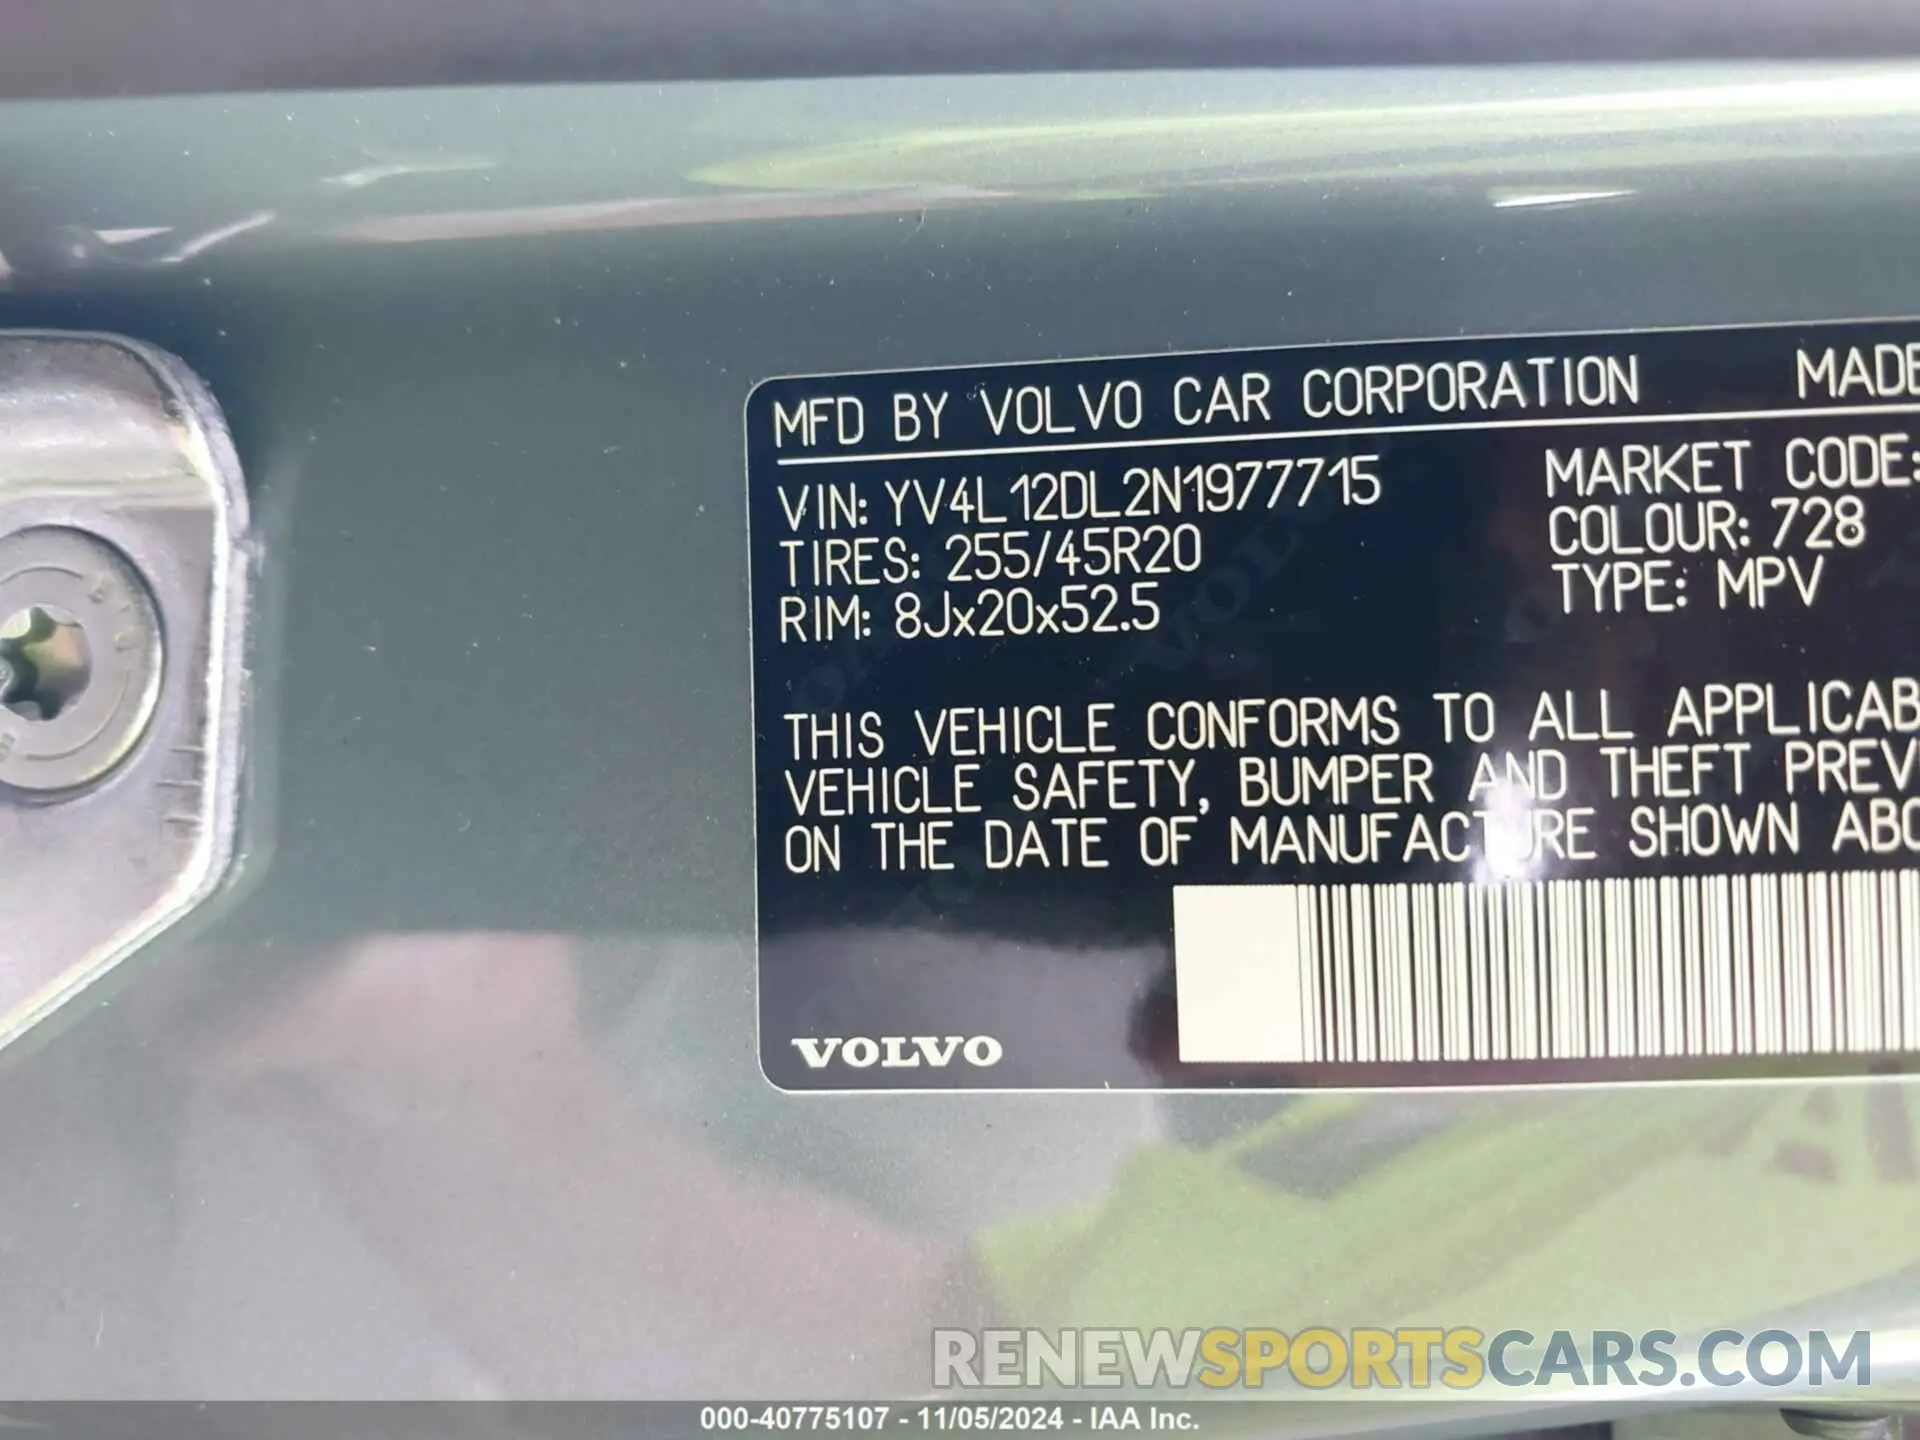 MFD BY VOLVO CAR CORPORATION MADE
VIN: YV4L12DL2N1977715 MARKET CODE:
TIRES: 255/45R20 COLOUR: 728
RIM: 8Jx20x52.5 TYPE: MPV
THIS VEHICLE CONFORMS TO ALL APPLICAB
VEHICLE SAFETY, BUMPER AND THEFT PREV
ON THE DATE OF MANUFACTURE SHOWN ABO
VOLVO
RENEWSPORTSCARS.COM
000-40775107 - 11/05/2024 - IAA Inc.